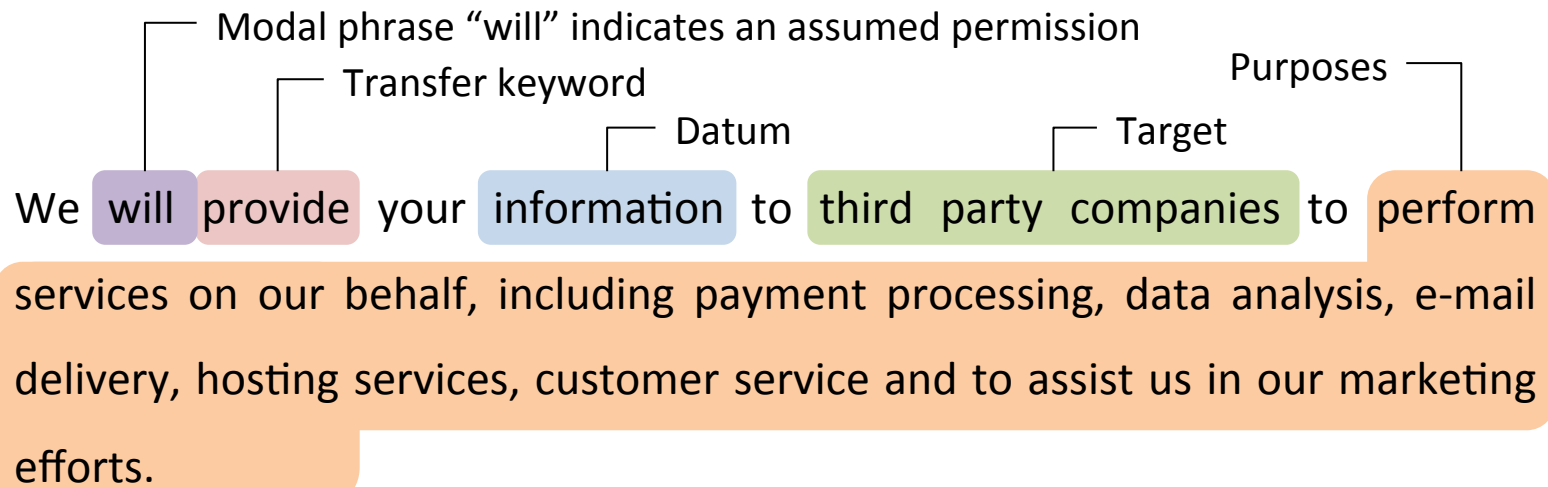 Modal phrase “will” indicates an assumed permission
Purposes
Transfer keyword
Datum
Target
We will provide your information to third party companies to perform
services on our behalf, including payment processing, data analysis, e-mail
delivery, hosting services, customer service and to assist us in our marketing
efforts.